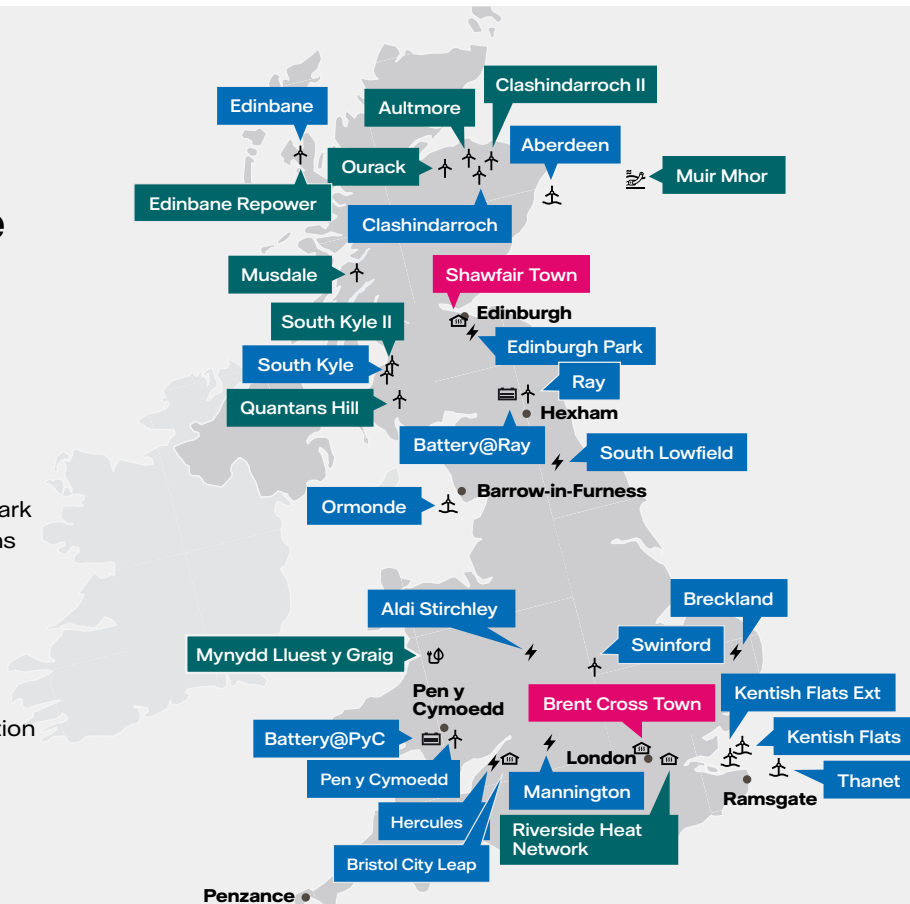 Clashindarroch II
Edinbane
Aultmore
Aberdeen
Ourack
Muir Mhor
Edinbane Repower
Clashindarroch
Musdale
Shawfair Town
Edinburgh
South Kyle II
Edinburgh Park
South Kyle
Ray
Quantans Hill
Hexham
Battery@Ray
South Lowfield
Barrow-in-Furness
Ormonde
Breckland
Aldi Stirchley
Swinford
Mynydd Lluest y Graig
Pen y
Cymoedd
Brent Cross Town
Kentish Flats Ext
Battery@PyC
Kentish Flats
London
Pen y Cymoedd
Thanet
Mannington
Ramsgate
Hercules
Riverside Heat
Network
Bristol City Leap
Penzance